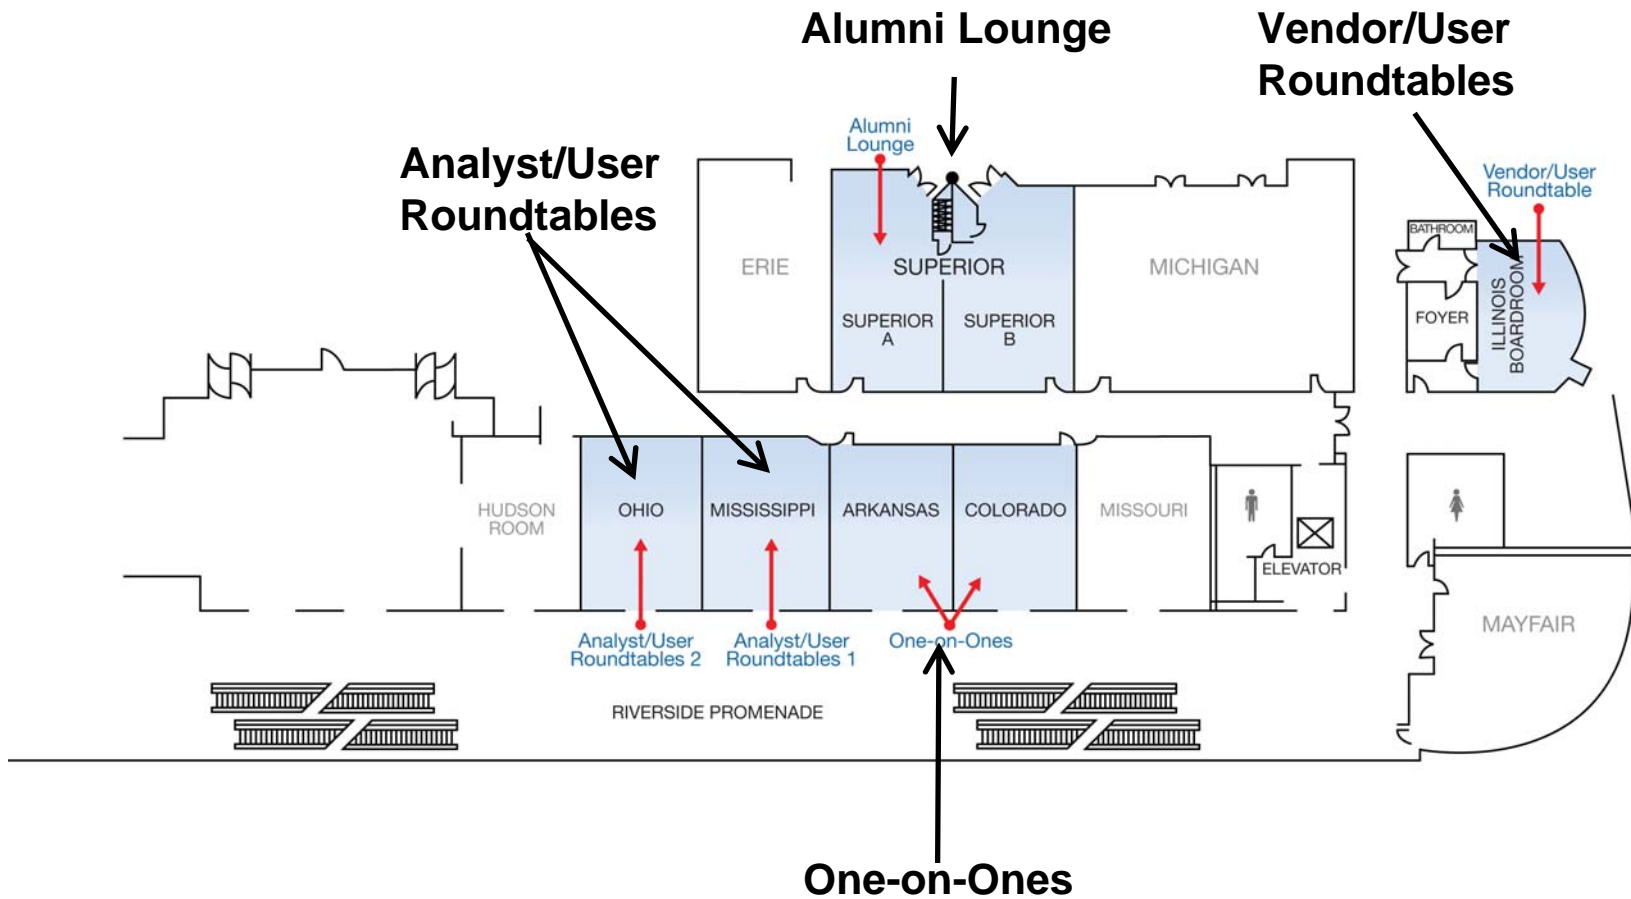 Alumni Lounge
Vendor/User
Roundtables
Analyst/User
Roundtables
Alumni
Lounge
Vendor/User
Roundtable
BATHROOM
ERIE
SUPERIOR
MICHIGAN
SUPERIOR
A
SUPERIOR
B
FOYER
ILLINOIS
BOARDROOM
HUDSON
ROOM
OHIO
MISSISSIPPI
ARKANSAS
COLORADO
MISSOURI
ELEVATOR
MAYFAIR
Analyst/User
Roundtables 2
Analyst/User
Roundtables 1
One-on-Ones
RIVERSIDE PROMENADE
One-on-Ones